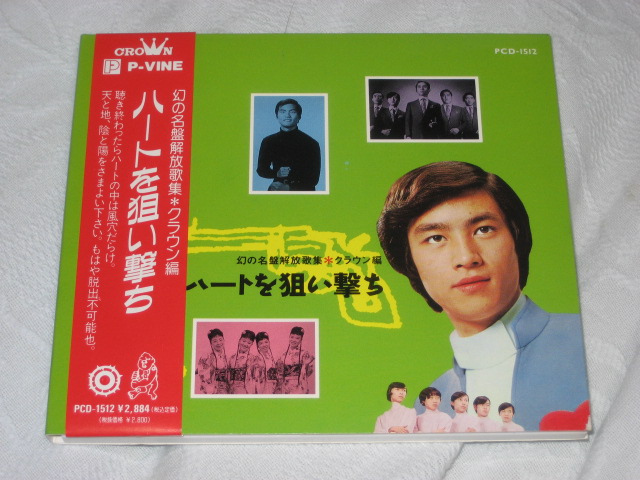 CROWN
P P-VINE
幻の名盤解放歌集＊クラウン編
ハートを狙い撃ち
聴き終わったらハートの中は風穴だらけ。
天と地、陰と陽をさまよい下さい。もはや脱出不可能也。
PCD-1512 ¥2,884(税込定価)
(税抜価格 ¥2,800)
PCD-1512
幻の名盤解放歌集＊クラウン編
ハートを狙い撃ち